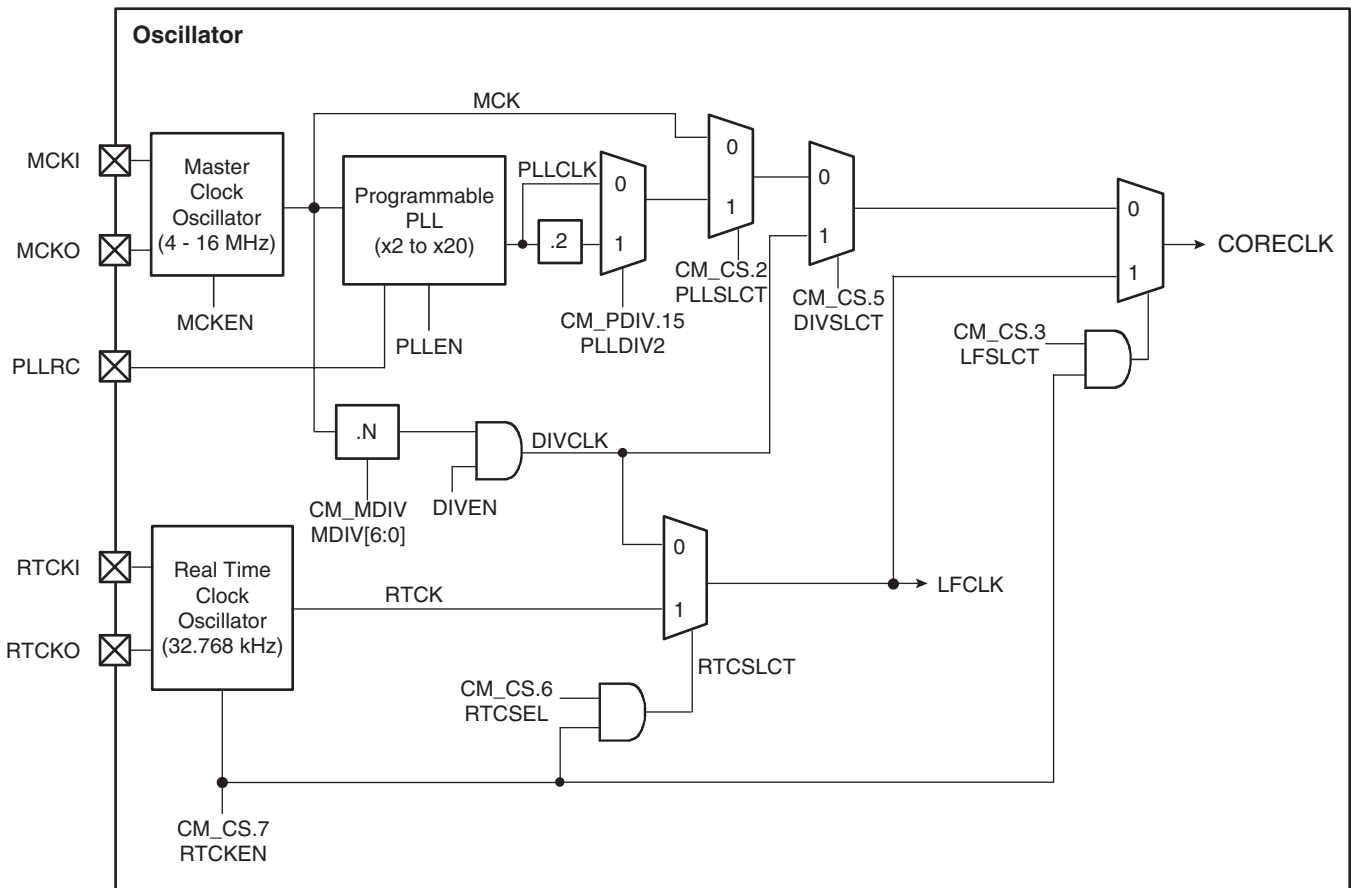 Oscillator
MCKI
MCKO
PLLRC
RTCKI
RTCKO
Master
Clock
Oscillator
(4 - 16 MHz)
MCKEN
MCK
Programmable
PLL
(x2 to x20)
PLLEN
PLLCLK
.2
0
1
CM_PDIV.15
PLLDIV2
0
1
CM_CS.2
PLLSLCT
0
1
CM_CS.5
DIVSLCT
0
1
CORECLK
CM_CS.3
LFSLCT
.N
CM_MDIV
MDIV[6:0]
DIVEN
DIVCLK
Real Time
Clock
Oscillator
(32.768 kHz)
RTCK
0
1
LFCLK
RTCSLCT
CM_CS.6
RTCSEL
CM_CS.7
RTCKEN